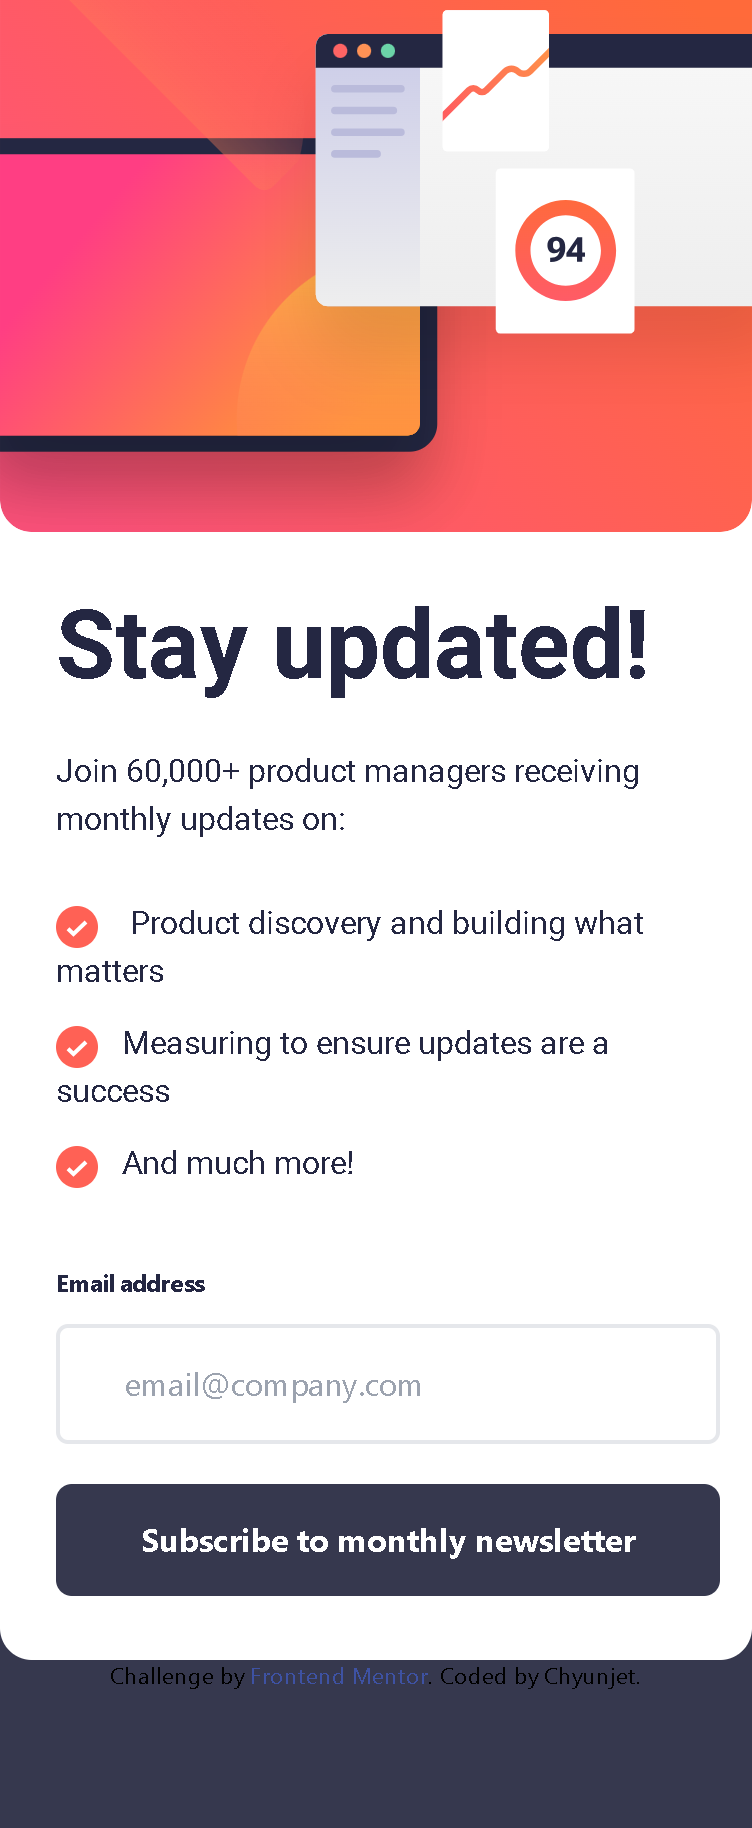 94
Stay updated!
Join 60,000+ product managers receiving
monthly updates on:
Product discovery and building what
matters
Measuring to ensure updates are a
success
And much more!
Email address
email@company.com
Subscribe to monthly newsletter
Challenge by Frontend Mentor. Coded by Chyunjet.